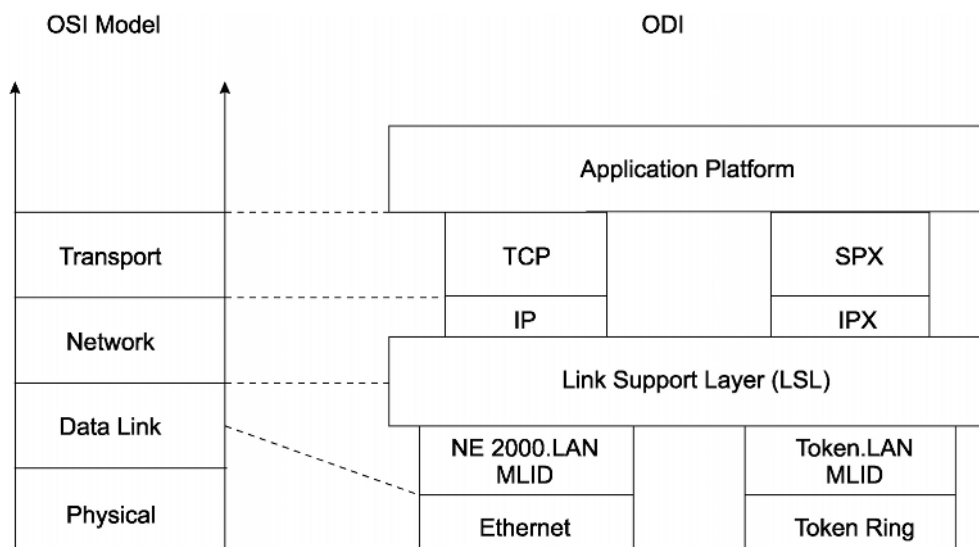 OSI Model
ODI
Application Platform
Transport
TCP
SPX
IP
IPX
Network
Link Support Layer (LSL)
Data Link
NE 2000.LAN
MLID
Token.LAN
MLID
Physical
Ethernet
Token Ring